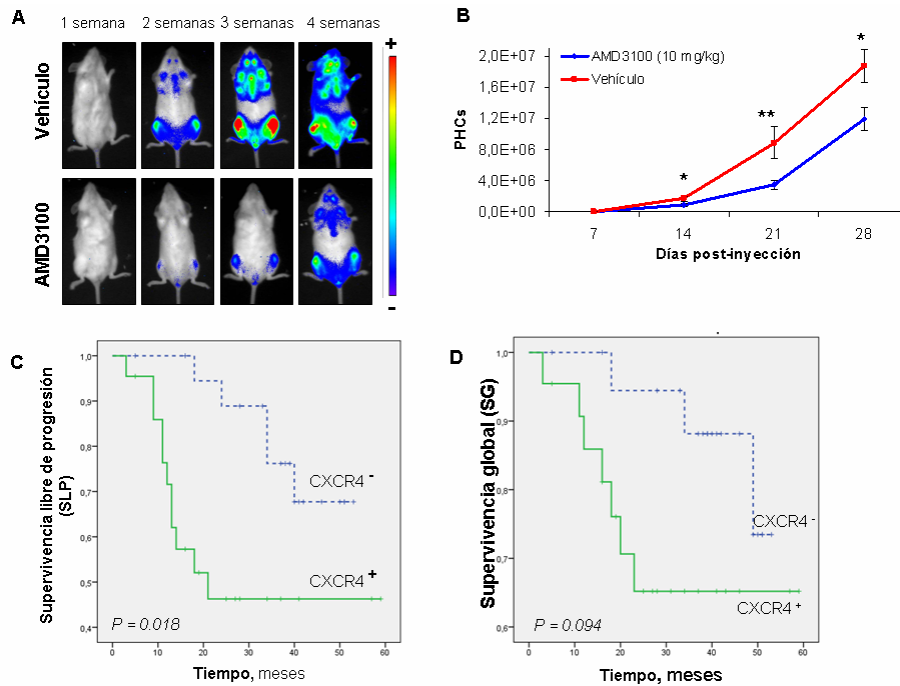 A
1 semana 2 semanas 3 semanas 4 semanas
Vehículo
AMD3100
+
-
B
AMD3100 (10 mg/kg)
Vehículo
PHCs
2,0E+07
1,6E+07
1,2E+07
8,0E+06
4,0E+06
0,0E+00
*
**
*
7 14 21 28
Días post-inyección
C
Supervivencia libre de progresión
(SLP)
1,0
0,9
0,8
0,7
0,6
0,5
0,4
CXCR4 -
CXCR4 +
P = 0.018
0 10 20 30 40 50 60
Tiempo, meses
D
Supervivencia global (SG)
1,0
0,9
0,8
0,7
0,6
CXCR4 -
CXCR4 +
P = 0.094
0 10 20 30 40 50 60
Tiempo, meses